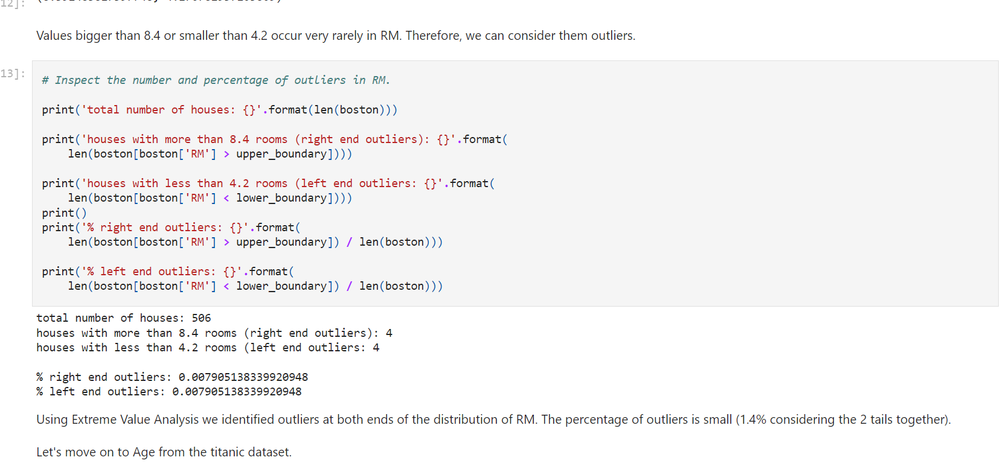 12]:
Values bigger than 8.4 or smaller than 4.2 occur very rarely in RM. Therefore, we can consider them outliers.
13]:
# Inspect the number and percentage of outliers in RM.
print('total number of houses: {}'.format(len(boston)))
print('houses with more than 8.4 rooms (right end outliers): {}'.format(
len(boston[boston['RM'] > upper_boundary])))
print('houses with less than 4.2 rooms (left end outliers: {}'.format(
len(boston[boston['RM'] < lower_boundary])))
print()
print('% right end outliers: {}'.format(
len(boston[boston['RM'] > upper_boundary]) / len(boston)))
print('% left end outliers: {}'.format(
len(boston[boston['RM'] < lower_boundary]) / len(boston)))
total number of houses: 506
houses with more than 8.4 rooms (right end outliers): 4
houses with less than 4.2 rooms (left end outliers: 4
% right end outliers: 0.007905138339920948
% left end outliers: 0.007905138339920948
Using Extreme Value Analysis we identified outliers at both ends of the distribution of RM. The percentage of outliers is small (1.4% considering the 2 tails together).
Let's move on to Age from the titanic dataset.